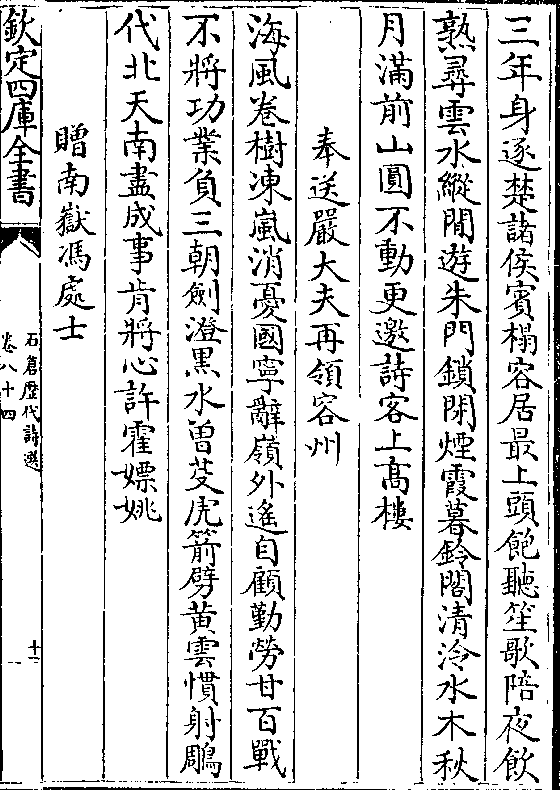 三年身逐楚諸侯賔榻容居最上頭飽聽笙歌陪夜飲
熟尋雲水縱閒遊朱門鎖閉煙霞暮鈴閣清泠水木秋
月滿前山圓不動更邀詩客上髙樓
奉送嚴大夫再領容州
海風卷樹凍嵐消憂國寧辭嶺外遙自顧勤勞甘百戰
不將功業負三朝劍澄黒水曽芟虎箭劈黄雲慣射鵰
代北天南盡成事肯將心許霍嫖姚
贈南嶽馮處士
欽定四庫全書
石倉歴代詩選
卷八十四
十一